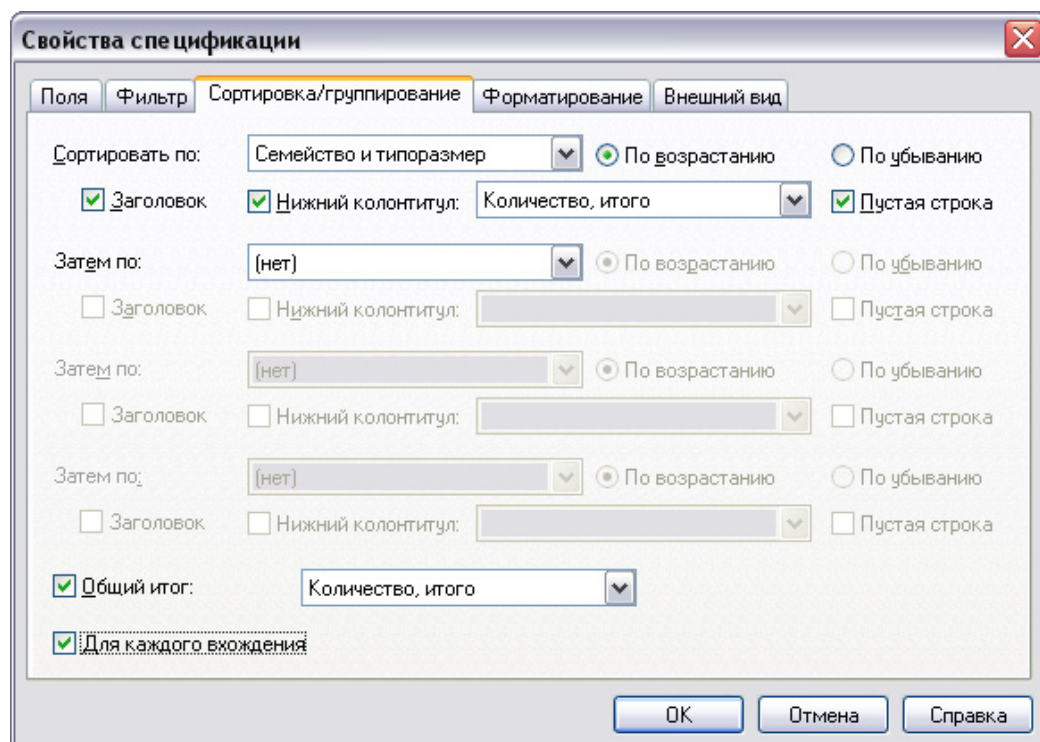 Свойства спецификации
Поля Фильтр Сортировка/группирование Форматирование Внешний вид
Сортировать по: Семейство и типоразмер По возрастанию По убыванию
Заголовок Нижний колонтитул: Количество, итого Пустая строка
Затем по: (нет) По возрастанию По убыванию
Заголовок Нижний колонтитул: Пустая строка
Затем по: (нет) По возрастанию По убыванию
Заголовок Нижний колонтитул: Пустая строка
Затем по: (нет) По возрастанию По убыванию
Заголовок Нижний колонтитул: Пустая строка
Общий итог: Количество, итого
Для каждого вхождения
OK Отмена Справка